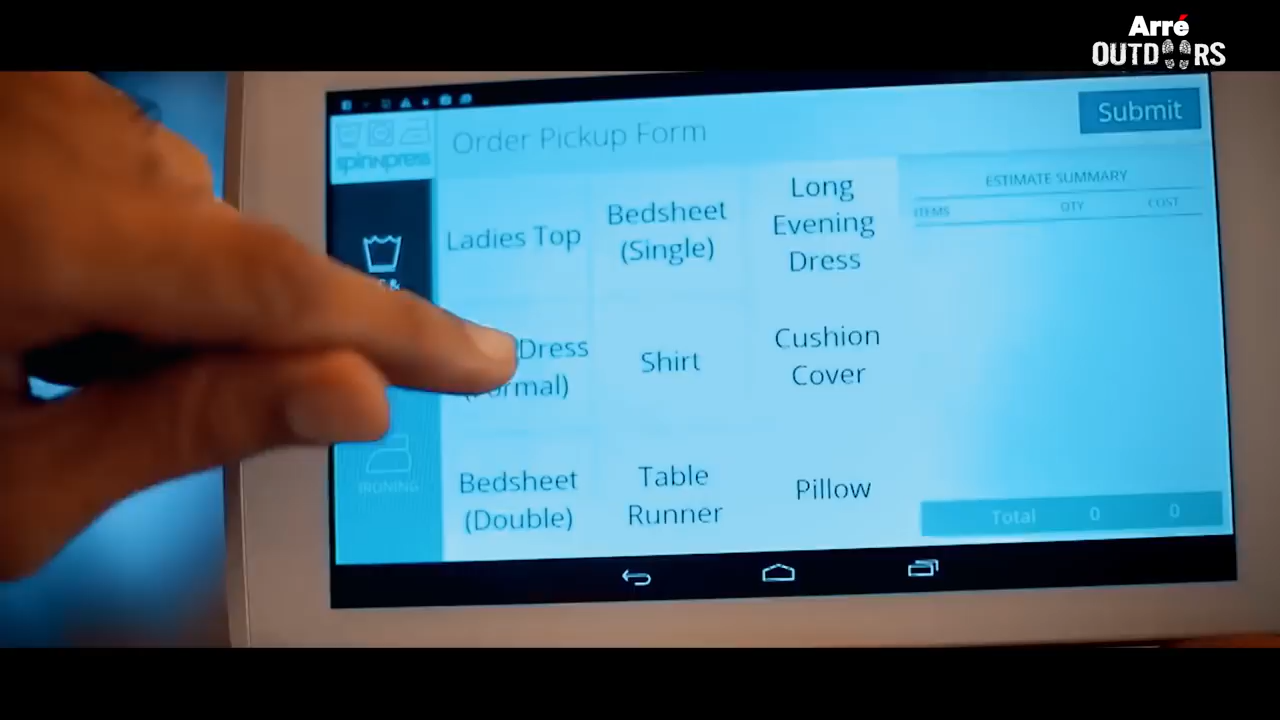 Arré
OUTDOORS
Submit
Order Pickup Form
spinNpress
ESTIMATE SUMMARY
ITEMS QTY COST
Ladies Top
Bedsheet
(Single)
Long
Evening
Dress
Dress
Shirt
Cushion
Cover
IRONING
Bedsheet
(Double)
Table
Runner
Pillow
Total 0 0